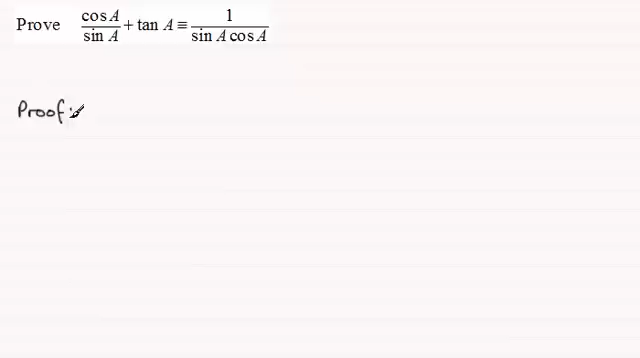 Prove cos A / sin A + tan A ≡ 1 / sin A cos A
Proof: